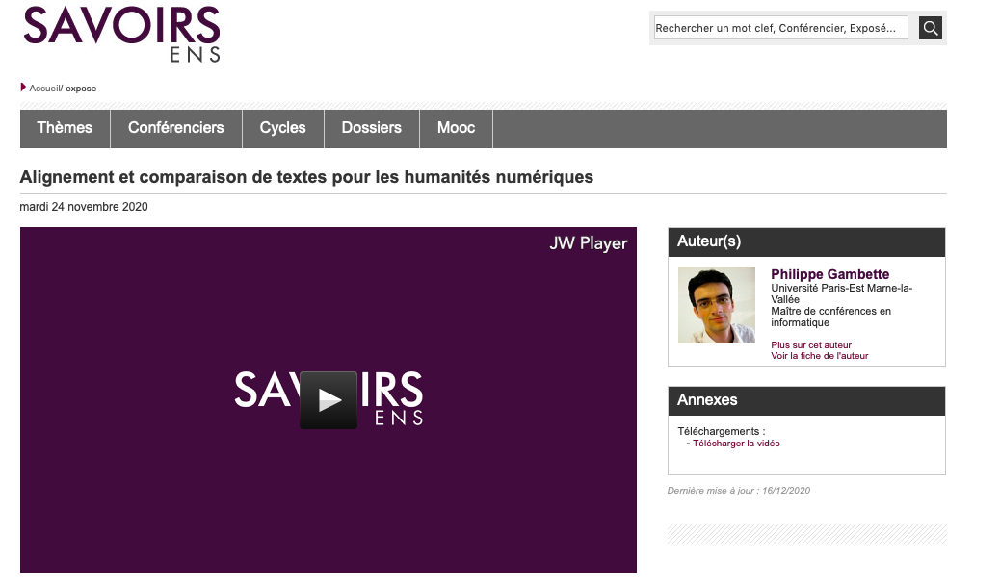 SAVOIRS
ENS
Rechercher un mot clef, Conférencier, Exposé...
Accueil/ expose
Thèmes
Conférenciers
Cycles
Dossiers
Mooc
Alignement et comparaison de textes pour les humanités numériques
mardi 24 novembre 2020
JW Player
SAV IRS
ENS
Auteur(s)
Philippe Gambette
Université Paris-Est Marne-la-
Vallée
Maître de conférences en
informatique
Plus sur cet auteur
Voir la fiche de l'auteur
Annexes
Téléchargements :
- Télécharger la vidéo
Dernière mise à jour : 16/12/2020